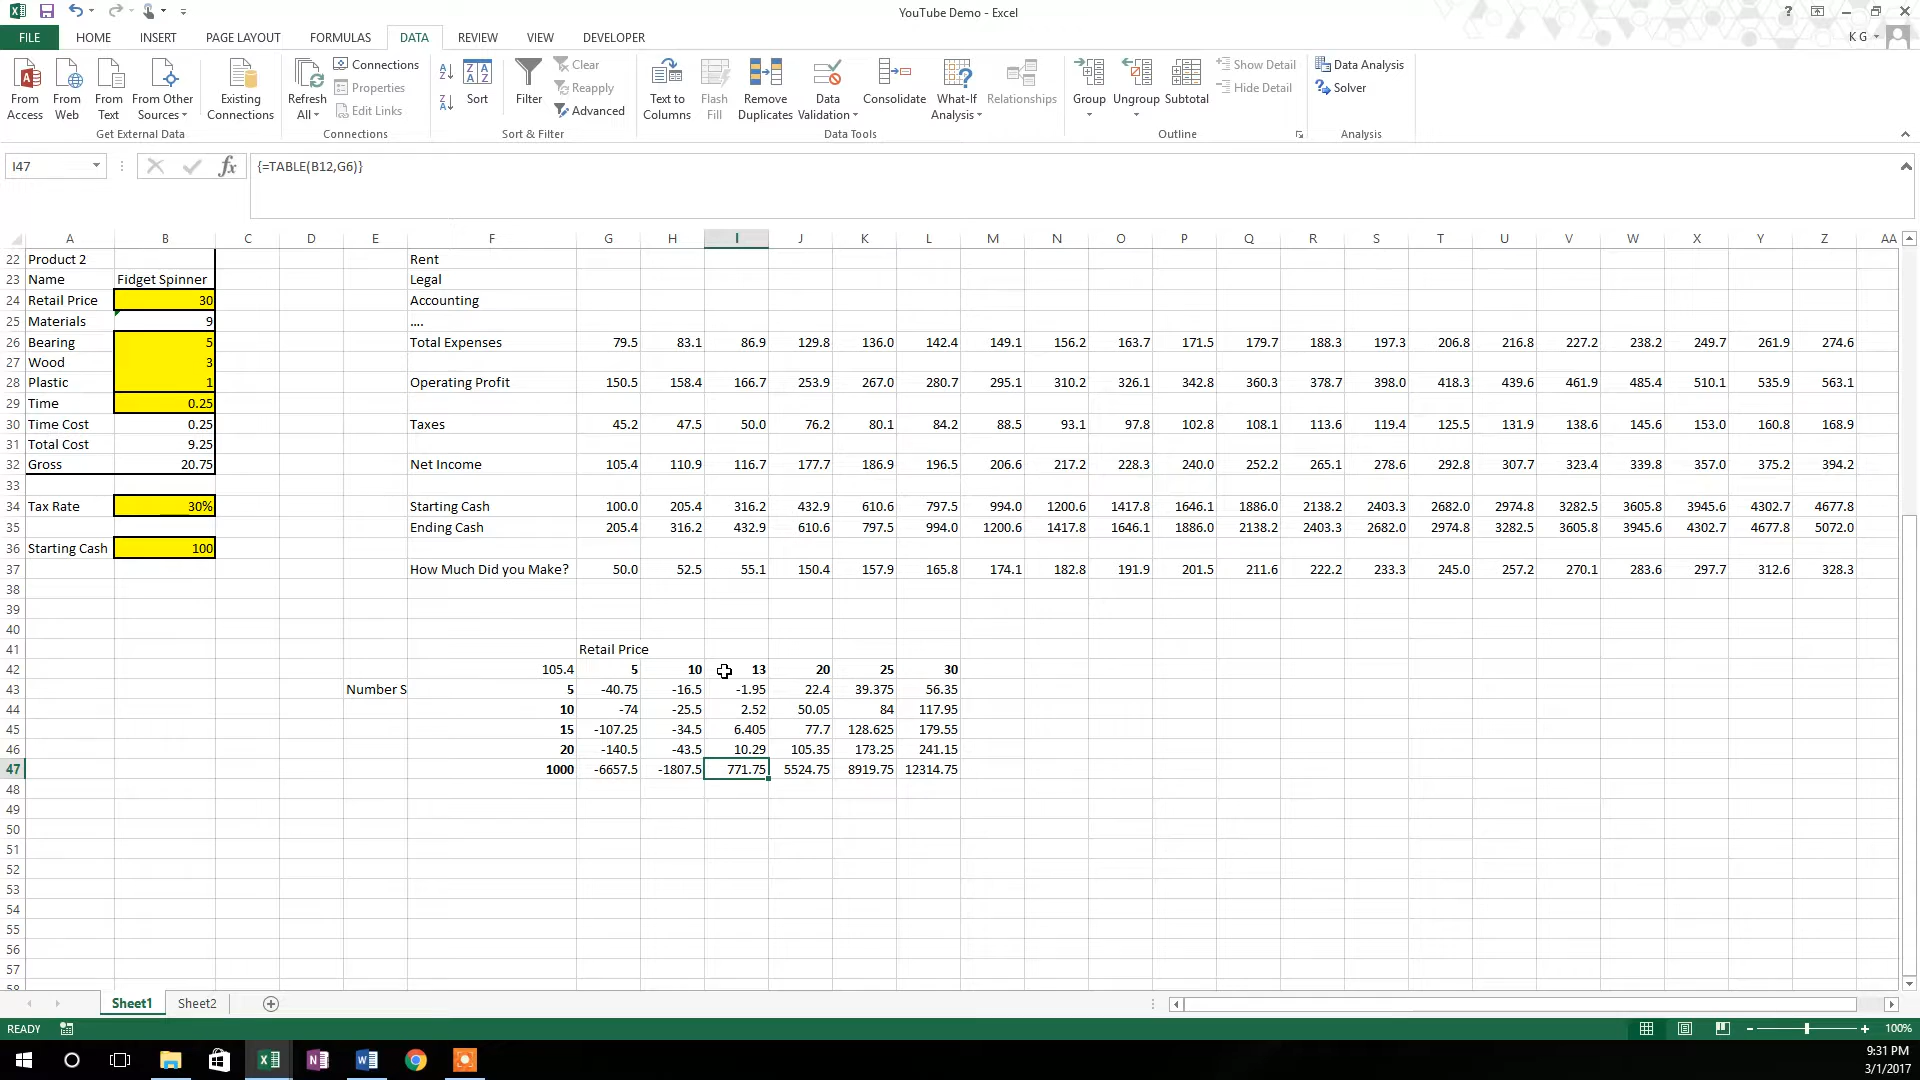 YouTube Demo - Excel
FILE HOME INSERT PAGE LAYOUT FORMULAS DATA REVIEW VIEW DEVELOPER K G
From Access From Web From Text From Other Sources Existing Connections Refresh All Connections Properties Edit Links Sort Filter Clear Reapply Advanced Text to Columns Flash Fill Remove Duplicates Data Validation Consolidate What-If Analysis Relationships Group Ungroup Subtotal Show Detail Hide Detail Data Analysis Solver
Get External Data Connections Sort & Filter Data Tools Outline Analysis
I47 fx {=TABLE(B12,G6)}
A B C D E F G H I J K L M N O P Q R S T U V W X Y Z AA
22 Product 2 Rent
23 Name Fidget Spinner Legal
24 Retail Price 30 Accounting
25 Materials 9 ....
26 Bearing 5 Total Expenses 79.5 83.1 86.9 129.8 136.0 142.4 149.1 156.2 163.7 171.5 179.7 188.3 197.3 206.8 216.8 227.2 238.2 249.7 261.9 274.6
27 Wood 3
28 Plastic 1 Operating Profit 150.5 158.4 166.7 253.9 267.0 280.7 295.1 310.2 326.1 342.8 360.3 378.7 398.0 418.3 439.6 461.9 485.4 510.1 535.9 563.1
29 Time 0.25
30 Time Cost 0.25 Taxes 45.2 47.5 50.0 76.2 80.1 84.2 88.5 93.1 97.8 102.8 108.1 113.6 119.4 125.5 131.9 138.6 145.6 153.0 160.8 168.9
31 Total Cost 9.25
32 Gross 20.75 Net Income 105.4 110.9 116.7 177.7 186.9 196.5 206.6 217.2 228.3 240.0 252.2 265.1 278.6 292.8 307.7 323.4 339.8 357.0 375.2 394.2
33
34 Tax Rate 30% Starting Cash 100.0 205.4 316.2 432.9 610.6 797.5 994.0 1200.6 1417.8 1646.1 1886.0 2138.2 2403.3 2682.0 2974.8 3282.5 3605.8 3945.6 4302.7 4677.8
35 Ending Cash 205.4 316.2 432.9 610.6 797.5 994.0 1200.6 1417.8 1646.1 1886.0 2138.2 2403.3 2682.0 2974.8 3282.5 3605.8 3945.6 4302.7 4677.8 5072.0
36 Starting Cash 100
37 How Much Did you Make? 50.0 52.5 55.1 150.4 157.9 165.8 174.1 182.8 191.9 201.5 211.6 222.2 233.3 245.0 257.2 270.1 283.6 297.7 312.6 328.3
38
39
40
41 Retail Price
42 105.4 5 10 13 20 25 30
43 Number S 5 -40.75 -16.5 -1.95 22.4 39.375 56.35
44 10 -74 -25.5 2.52 50.05 84 117.95
45 15 -107.25 -34.5 6.405 77.7 128.625 179.55
46 20 -140.5 -43.5 10.29 105.35 173.25 241.15
47 1000 -6657.5 -1807.5 771.75 5524.75 8919.75 12314.75
48
49
50
51
52
53
54
55
56
57
58
Sheet1 Sheet2
READY 100%
9:31 PM
3/1/2017